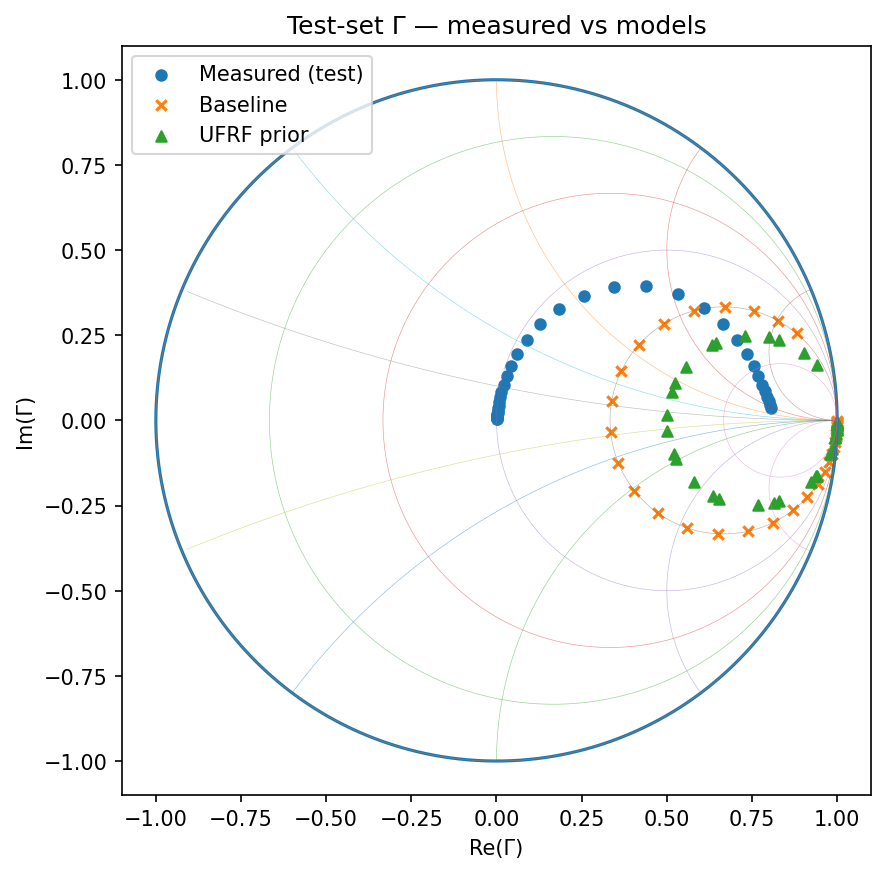 Test-set Γ — measured vs models
Measured (test)
Baseline
UFRF prior
1.00
0.75
0.50
0.25
0.00
−0.25
−0.50
−0.75
−1.00
Im(Γ)
−1.00 −0.75 −0.50 −0.25 0.00 0.25 0.50 0.75 1.00
Re(Γ)